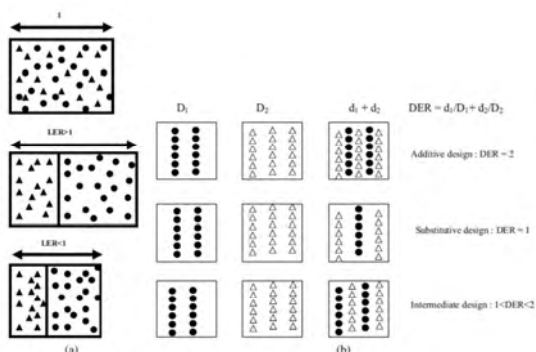 1
LER>1
LER<1
(a)
D1 D2 d1 + d2 DER = d1/D1+ d2/D2
Additive design : DER = 2
Substitutive design : DER = 1
Intermediate design : 1<DER<2
(b)